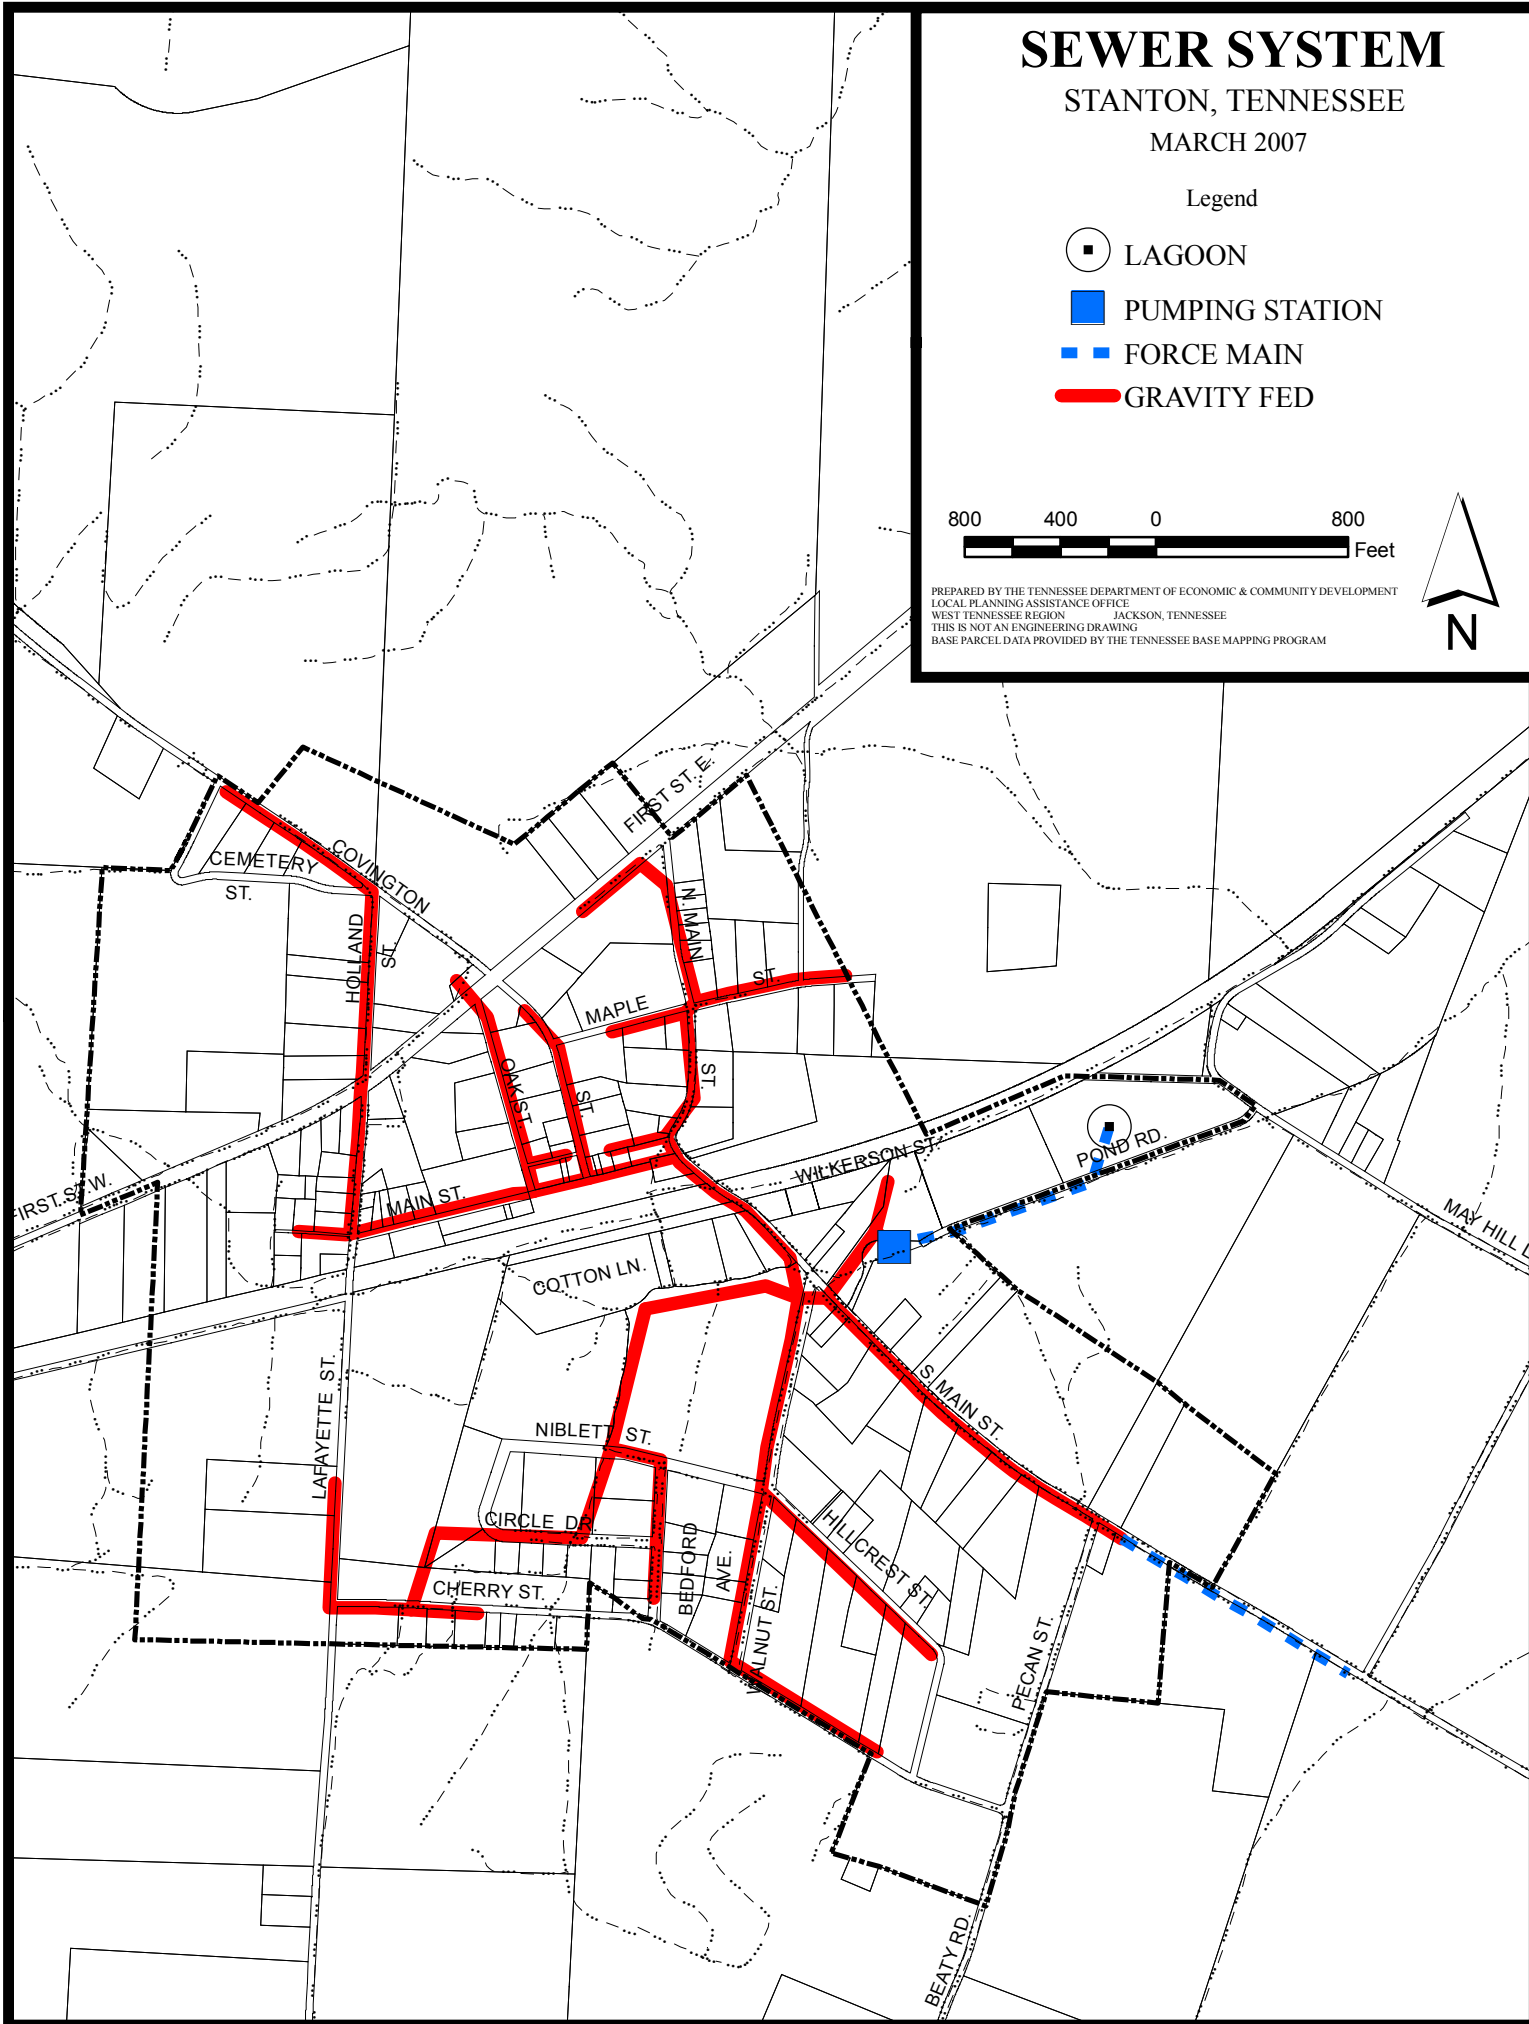 SEWER SYSTEM
STANTON, TENNESSEE
MARCH 2007
Legend
LAGOON
PUMPING STATION
FORCE MAIN
GRAVITY FED
800 400 0 800
Feet
PREPARED BY THE TENNESSEE DEPARTMENT OF ECONOMIC & COMMUNITY DEVELOPMENT
LOCAL PLANNING ASSISTANCE OFFICE
WEST TENNESSEE REGION JACKSON, TENNESSEE
THIS IS NOT AN ENGINEERING DRAWING
BASE PARCEL DATA PROVIDED BY THE TENNESSEE BASE MAPPING PROGRAM
N
FIRST ST. E.
COVINGTON
ST.
CEMETERY
ST.
HOLLAND
ST.
N. MAIN
ST.
MAPLE
ST.
OAK ST.
FIRST ST. W.
MAIN ST.
WILKERSON ST.
POND RD.
MAY HILL
COTTON LN.
LAFAYETTE ST.
S. MAIN ST.
NIBLETT ST.
CIRCLE DR.
HILLCREST ST.
CHERRY ST.
BEDFORD
AVE.
WALNUT ST.
PECAN ST.
BEATY RD.